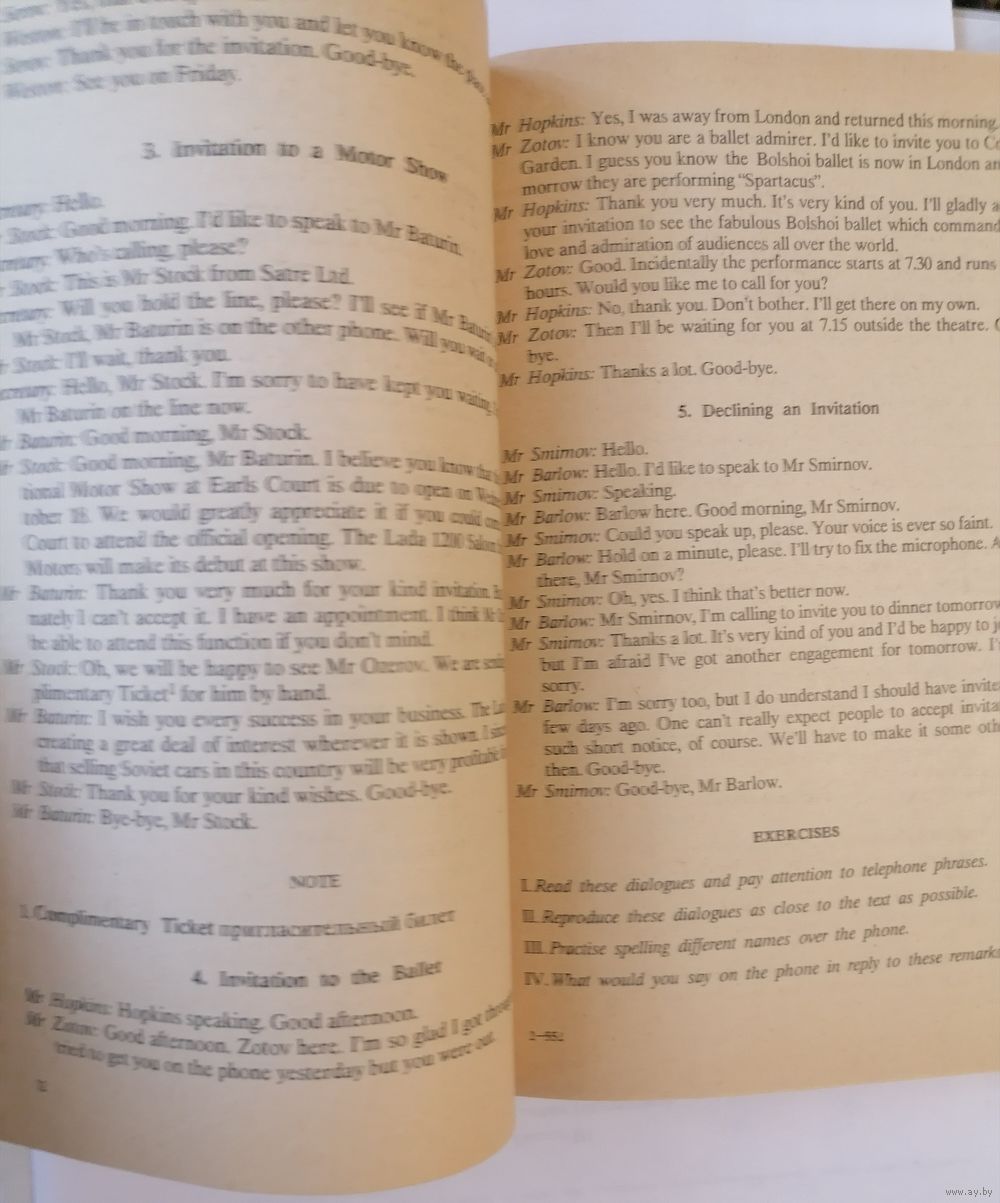 I'll be in touch with you and let you know the
Thank you for the invitation. Good-bye.
Weston: See you on Friday.
3. Invitation to a Motor Show
Hello.
Stock: Good morning. I'd like to speak to Mr Baturin.
Who's calling, please?
Stock: This is Mr Stock from Satre Lad.
Will you hold the line, please? I'll see if Mr
Mr Stock, Mr Baturin is on the other phone. Will you wait
Stock: I'll wait, thank you.
Hello, Mr Stock. I'm sorry to have kept you waiting.
Mr Baturin on the line now.
Baturin: Good morning, Mr Stock.
Stock: Good morning, Mr Baturin. I believe you know
tional Motor Show at Earls Court is due to open on
tober 18. We would greatly appreciate it if you could
Court to attend the official opening. The Lada 1200
Motors will make its debut at this show.
Baturin: Thank you very much for your kind invitation.
nately I can't accept it. I have an appointment. I think
be able to attend this function if you don't mind.
Mr Stock: Oh, we will be happy to see Mr Ozerov. We are
plimentary Ticket¹ for him by hand.
Mr Baturin: I wish you every success in your business. The
creating a great deal of interest wherever it is shown. I
that selling Soviet cars in this country will be very profitable
Mr Stock: Thank you for your kind wishes. Good-bye.
Mr Baturin: Bye-bye, Mr Stock.
NOTE
1. Complimentary Ticket пригласительный билет
4. Invitation to the Ballet
Mr Hopkins: Hopkins speaking. Good afternoon.
Mr Zotov: Good afternoon. Zotov here. I'm so glad I got
tried to get you on the phone yesterday but you were out.
Mr Hopkins: Yes, I was away from London and returned this morning.
Mr Zotov: I know you are a ballet admirer. I'd like to invite you to
Garden. I guess you know the Bolshoi ballet is now in London
morrow they are performing "Spartacus".
Mr Hopkins: Thank you very much. It's very kind of you. I'll gladly a
your invitation to see the fabulous Bolshoi ballet which command
love and admiration of audiences all over the world.
Mr Zotov: Good. Incidentally the performance starts at 7.30 and runs
hours. Would you like me to call for you?
Mr Hopkins: No, thank you. Don't bother. I'll get there on my own.
Mr Zotov: Then I'll be waiting for you at 7.15 outside the theatre.
bye.
Mr Hopkins: Thanks a lot. Good-bye.
5. Declining an Invitation
Mr Smirnov: Hello.
Mr Barlow: Hello. I'd like to speak to Mr Smirnov.
Mr Smirnov: Speaking.
Mr Barlow: Barlow here. Good morning, Mr Smirnov.
Mr Smirnov: Could you speak up, please. Your voice is ever so faint.
Mr Barlow: Hold on a minute, please. I'll try to fix the microphone.
there, Mr Smirnov?
Mr Smirnov: Oh, yes. I think that's better now.
Mr Barlow: Mr Smirnov, I'm calling to invite you to dinner tomorrow
Mr Smirnov: Thanks a lot. It's very kind of you and I'd be happy to
but I'm afraid I've got another engagement for tomorrow.
sorry.
Mr Barlow: I'm sorry too, but I do understand I should have invite
few days ago. One can't really expect people to accept invita
such short notice, of course. We'll have to make it some
then. Good-bye.
Mr Smirnov: Good-bye, Mr Barlow.
EXERCISES
I. Read these dialogues and pay attention to telephone phrases.
II. Reproduce these dialogues as close to the text as possible.
III. Practise spelling different names over the phone.
IV. What would you say on the phone in reply to these remarks
www.ay.by